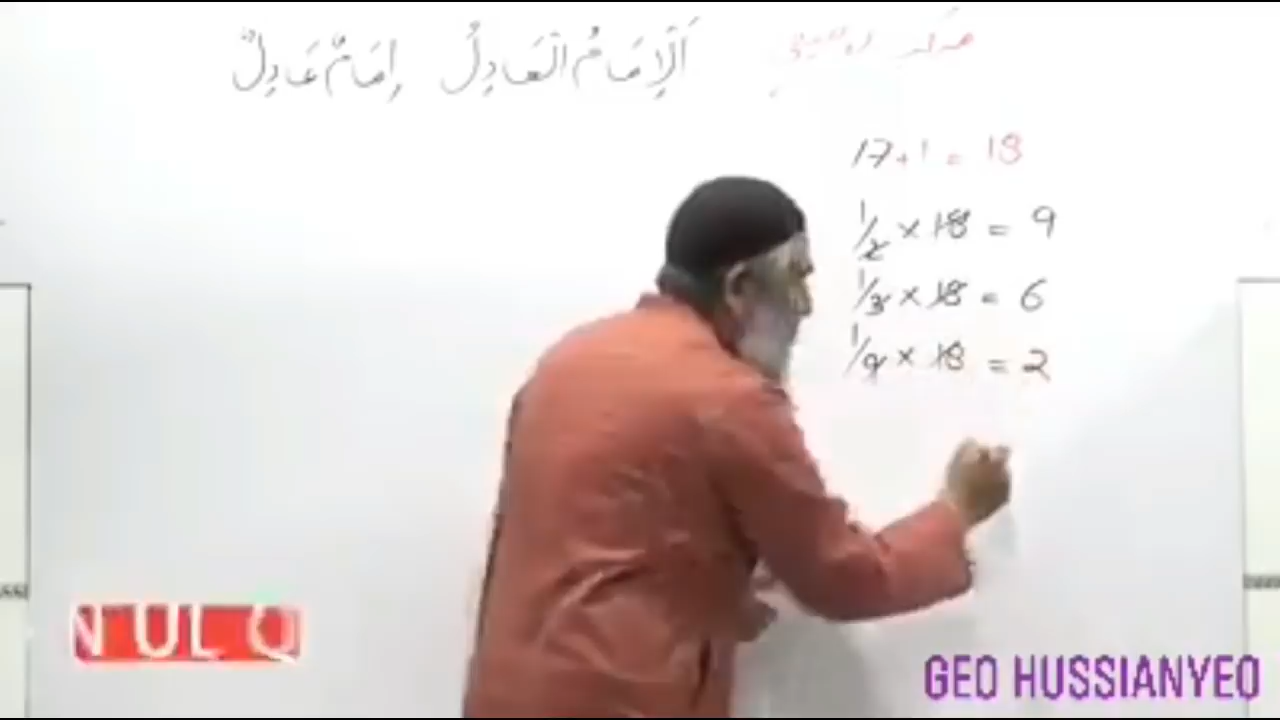 اَلْاِمَامُ الْعَادِلُ اِمَامٌ عَادِلٌ
17+1=18
1/2 × 18 = 9
1/3 × 18 = 6
1/9 × 18 = 2
N UL Q
GEO HUSSIANYEO